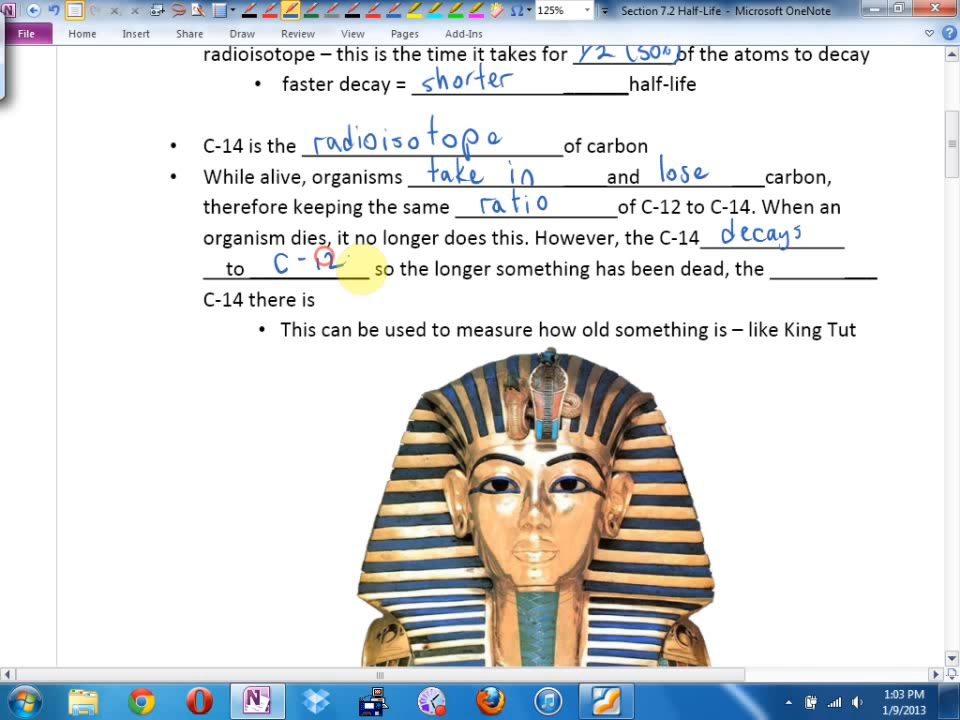 Section 7.2 Half-Life - Microsoft OneNote
125%
File Home Insert Share Draw Review View Pages Add-Ins
radioisotope – this is the time it takes for 1/2 (50%) of the atoms to decay
• faster decay = shorter half-life
• C-14 is the radioisotope of carbon
• While alive, organisms take in and lose carbon,
therefore keeping the same ratio of C-12 to C-14. When an
organism dies, it no longer does this. However, the C-14 decays
to C-12 so the longer something has been dead, the
C-14 there is
• This can be used to measure how old something is – like King Tut
1:03 PM
1/9/2013